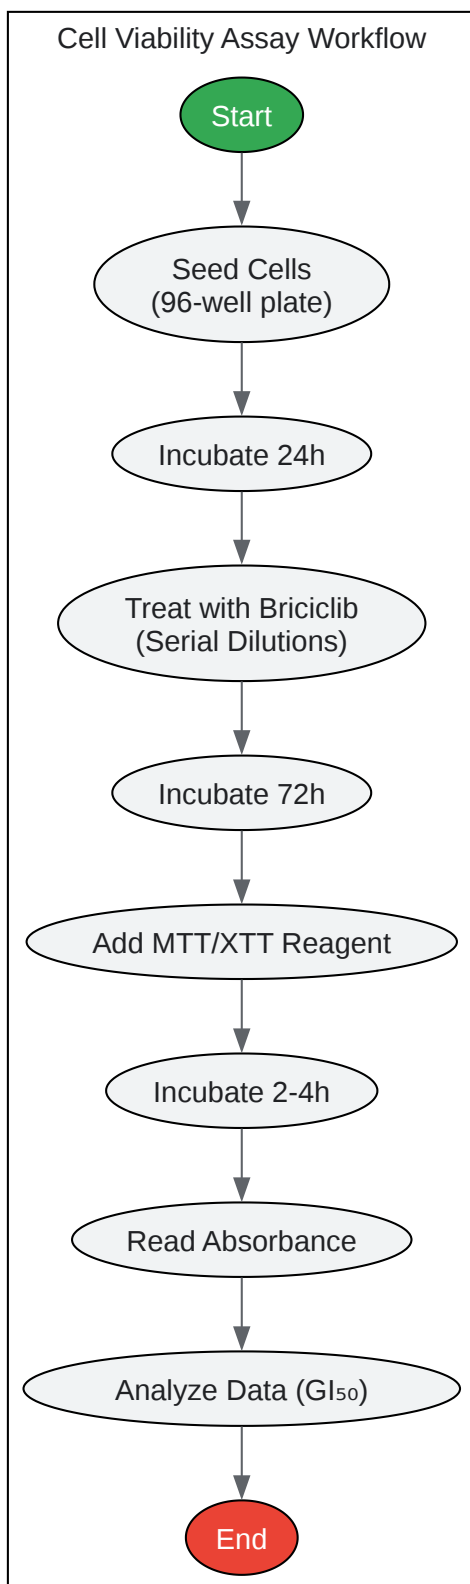 Cell Viability Assay Workflow
Start
Seed Cells
(96-well plate)
Incubate 24h
Treat with Briciclib
(Serial Dilutions)
Incubate 72h
Add MTT/XTT Reagent
Incubate 2-4h
Read Absorbance
Analyze Data (GI₅₀)
End